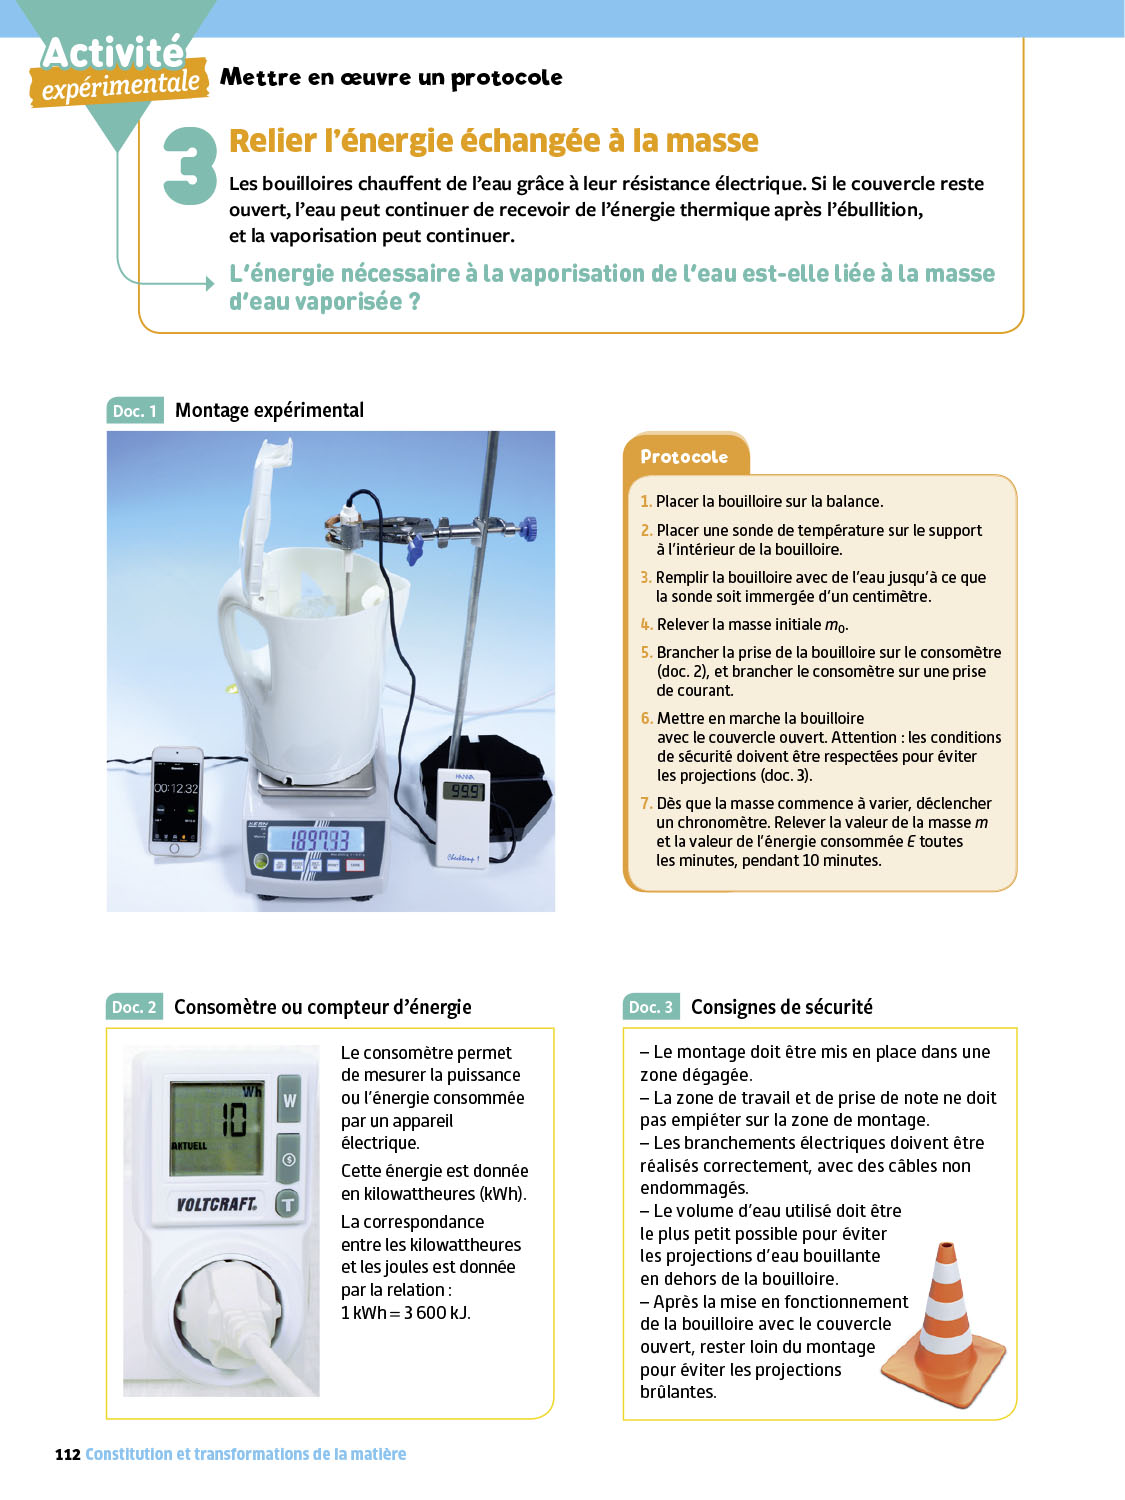 Activité
expérimentale
Mettre en œuvre un protocole
3
Relier l'énergie échangée à la masse
Les bouilloires chauffent de l'eau grâce à leur résistance électrique. Si le couvercle reste
ouvert, l'eau peut continuer de recevoir de l'énergie thermique après l'ébullition,
et la vaporisation peut continuer.
L'énergie nécessaire à la vaporisation de l'eau est-elle liée à la masse
d'eau vaporisée ?
Doc. 1 Montage expérimental
00:12.32
HANNA
99.9
Checktemp 1
KERN
1897.93
Protocole
1. Placer la bouilloire sur la balance.
2. Placer une sonde de température sur le support
à l'intérieur de la bouilloire.
3. Remplir la bouilloire avec de l'eau jusqu'à ce que
la sonde soit immergée d'un centimètre.
4. Relever la masse initiale m0.
5. Brancher la prise de la bouilloire sur le consomètre
(doc. 2), et brancher le consomètre sur une prise
de courant.
6. Mettre en marche la bouilloire
avec le couvercle ouvert. Attention : les conditions
de sécurité doivent être respectées pour éviter
les projections (doc. 3).
7. Dès que la masse commence à varier, déclencher
un chronomètre. Relever la valeur de la masse m
et la valeur de l'énergie consommée E toutes
les minutes, pendant 10 minutes.
Doc. 2 Consomètre ou compteur d'énergie
Wh
10
AKTUELL
W
$
T
VOLTCRAFT®
Le consomètre permet
de mesurer la puissance
ou l'énergie consommée
par un appareil
électrique.
Cette énergie est donnée
en kilowattheures (kWh).
La correspondance
entre les kilowattheures
et les joules est donnée
par la relation :
1 kWh = 3 600 kJ.
Doc. 3 Consignes de sécurité
– Le montage doit être mis en place dans une
zone dégagée.
– La zone de travail et de prise de note ne doit
pas empiéter sur la zone de montage.
– Les branchements électriques doivent être
réalisés correctement, avec des câbles non
endommagés.
– Le volume d'eau utilisé doit être
le plus petit possible pour éviter
les projections d'eau bouillante
en dehors de la bouilloire.
– Après la mise en fonctionnement
de la bouilloire avec le couvercle
ouvert, rester loin du montage
pour éviter les projections
brûlantes.
112 Constitution et transformations de la matière